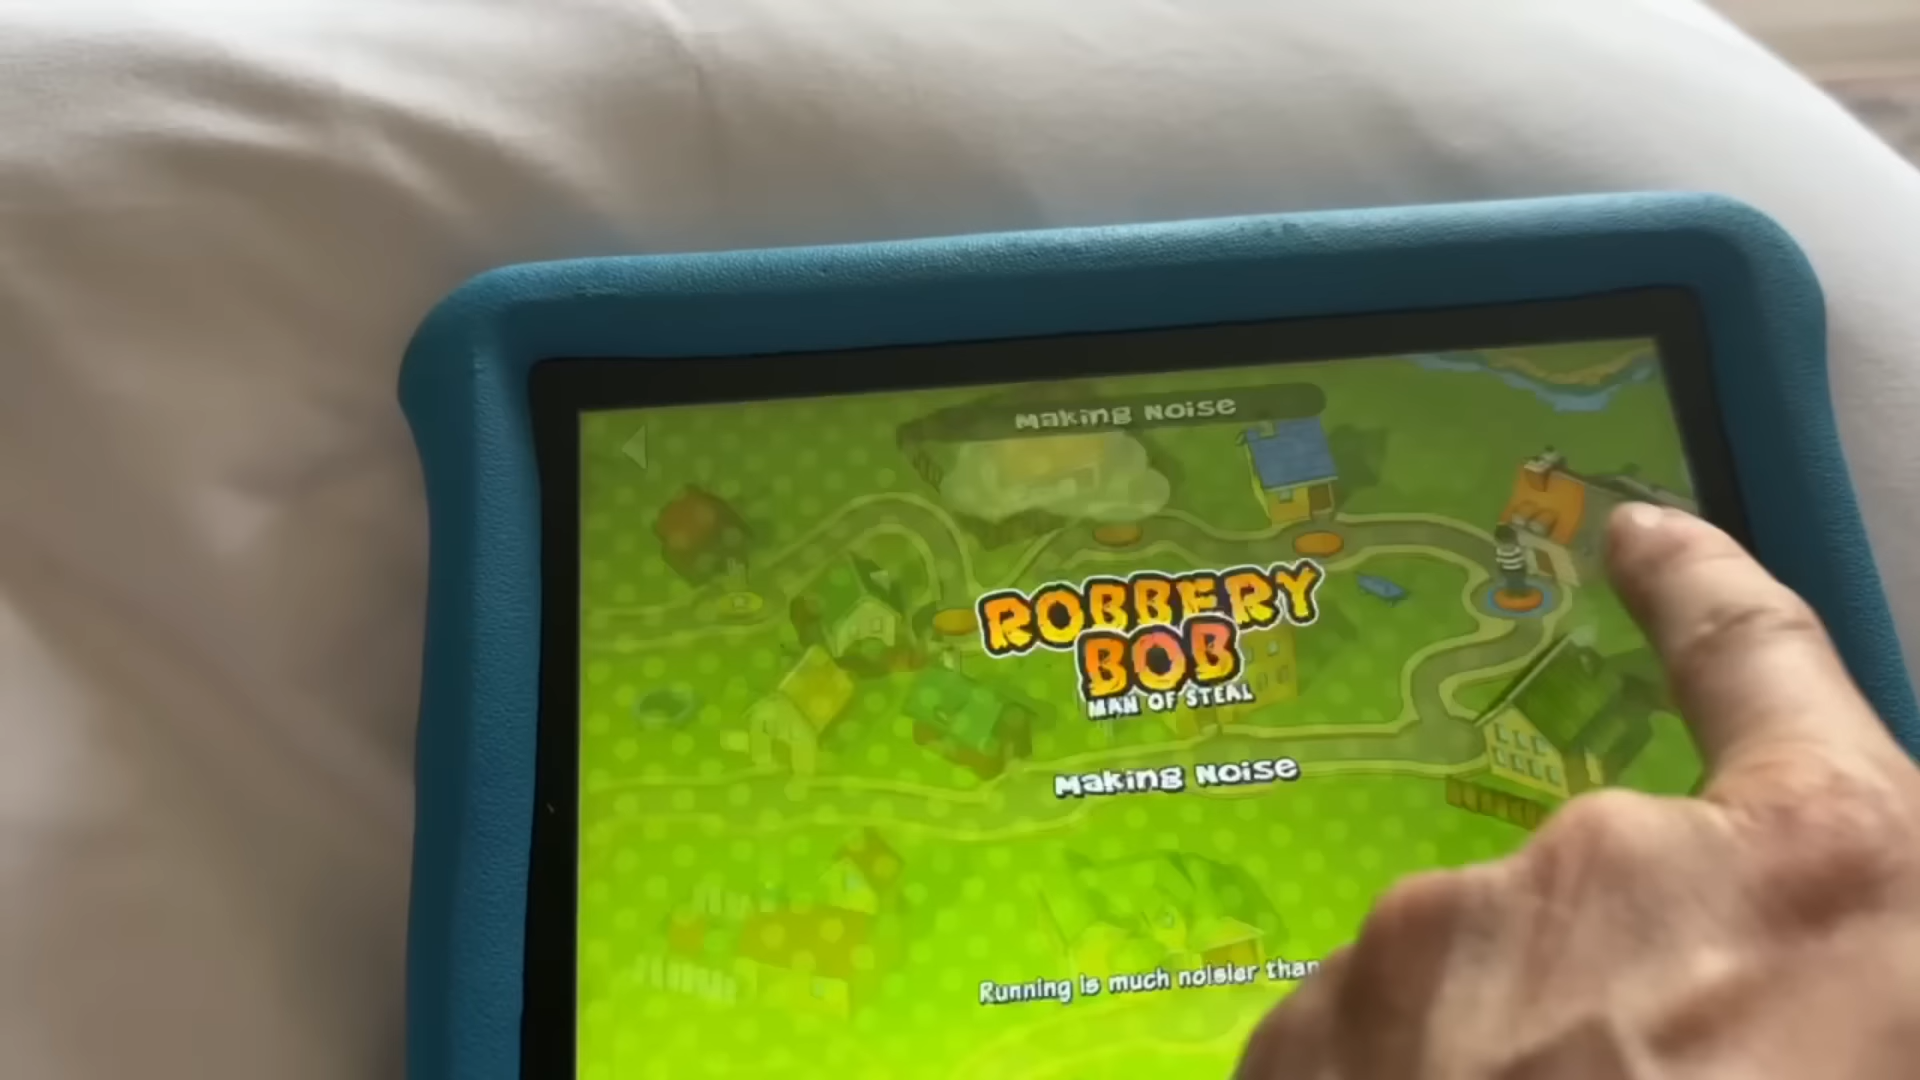 Making Noise
ROBBERY
BOB
MAN OF STEAL
Making Noise
Running is much noisier than